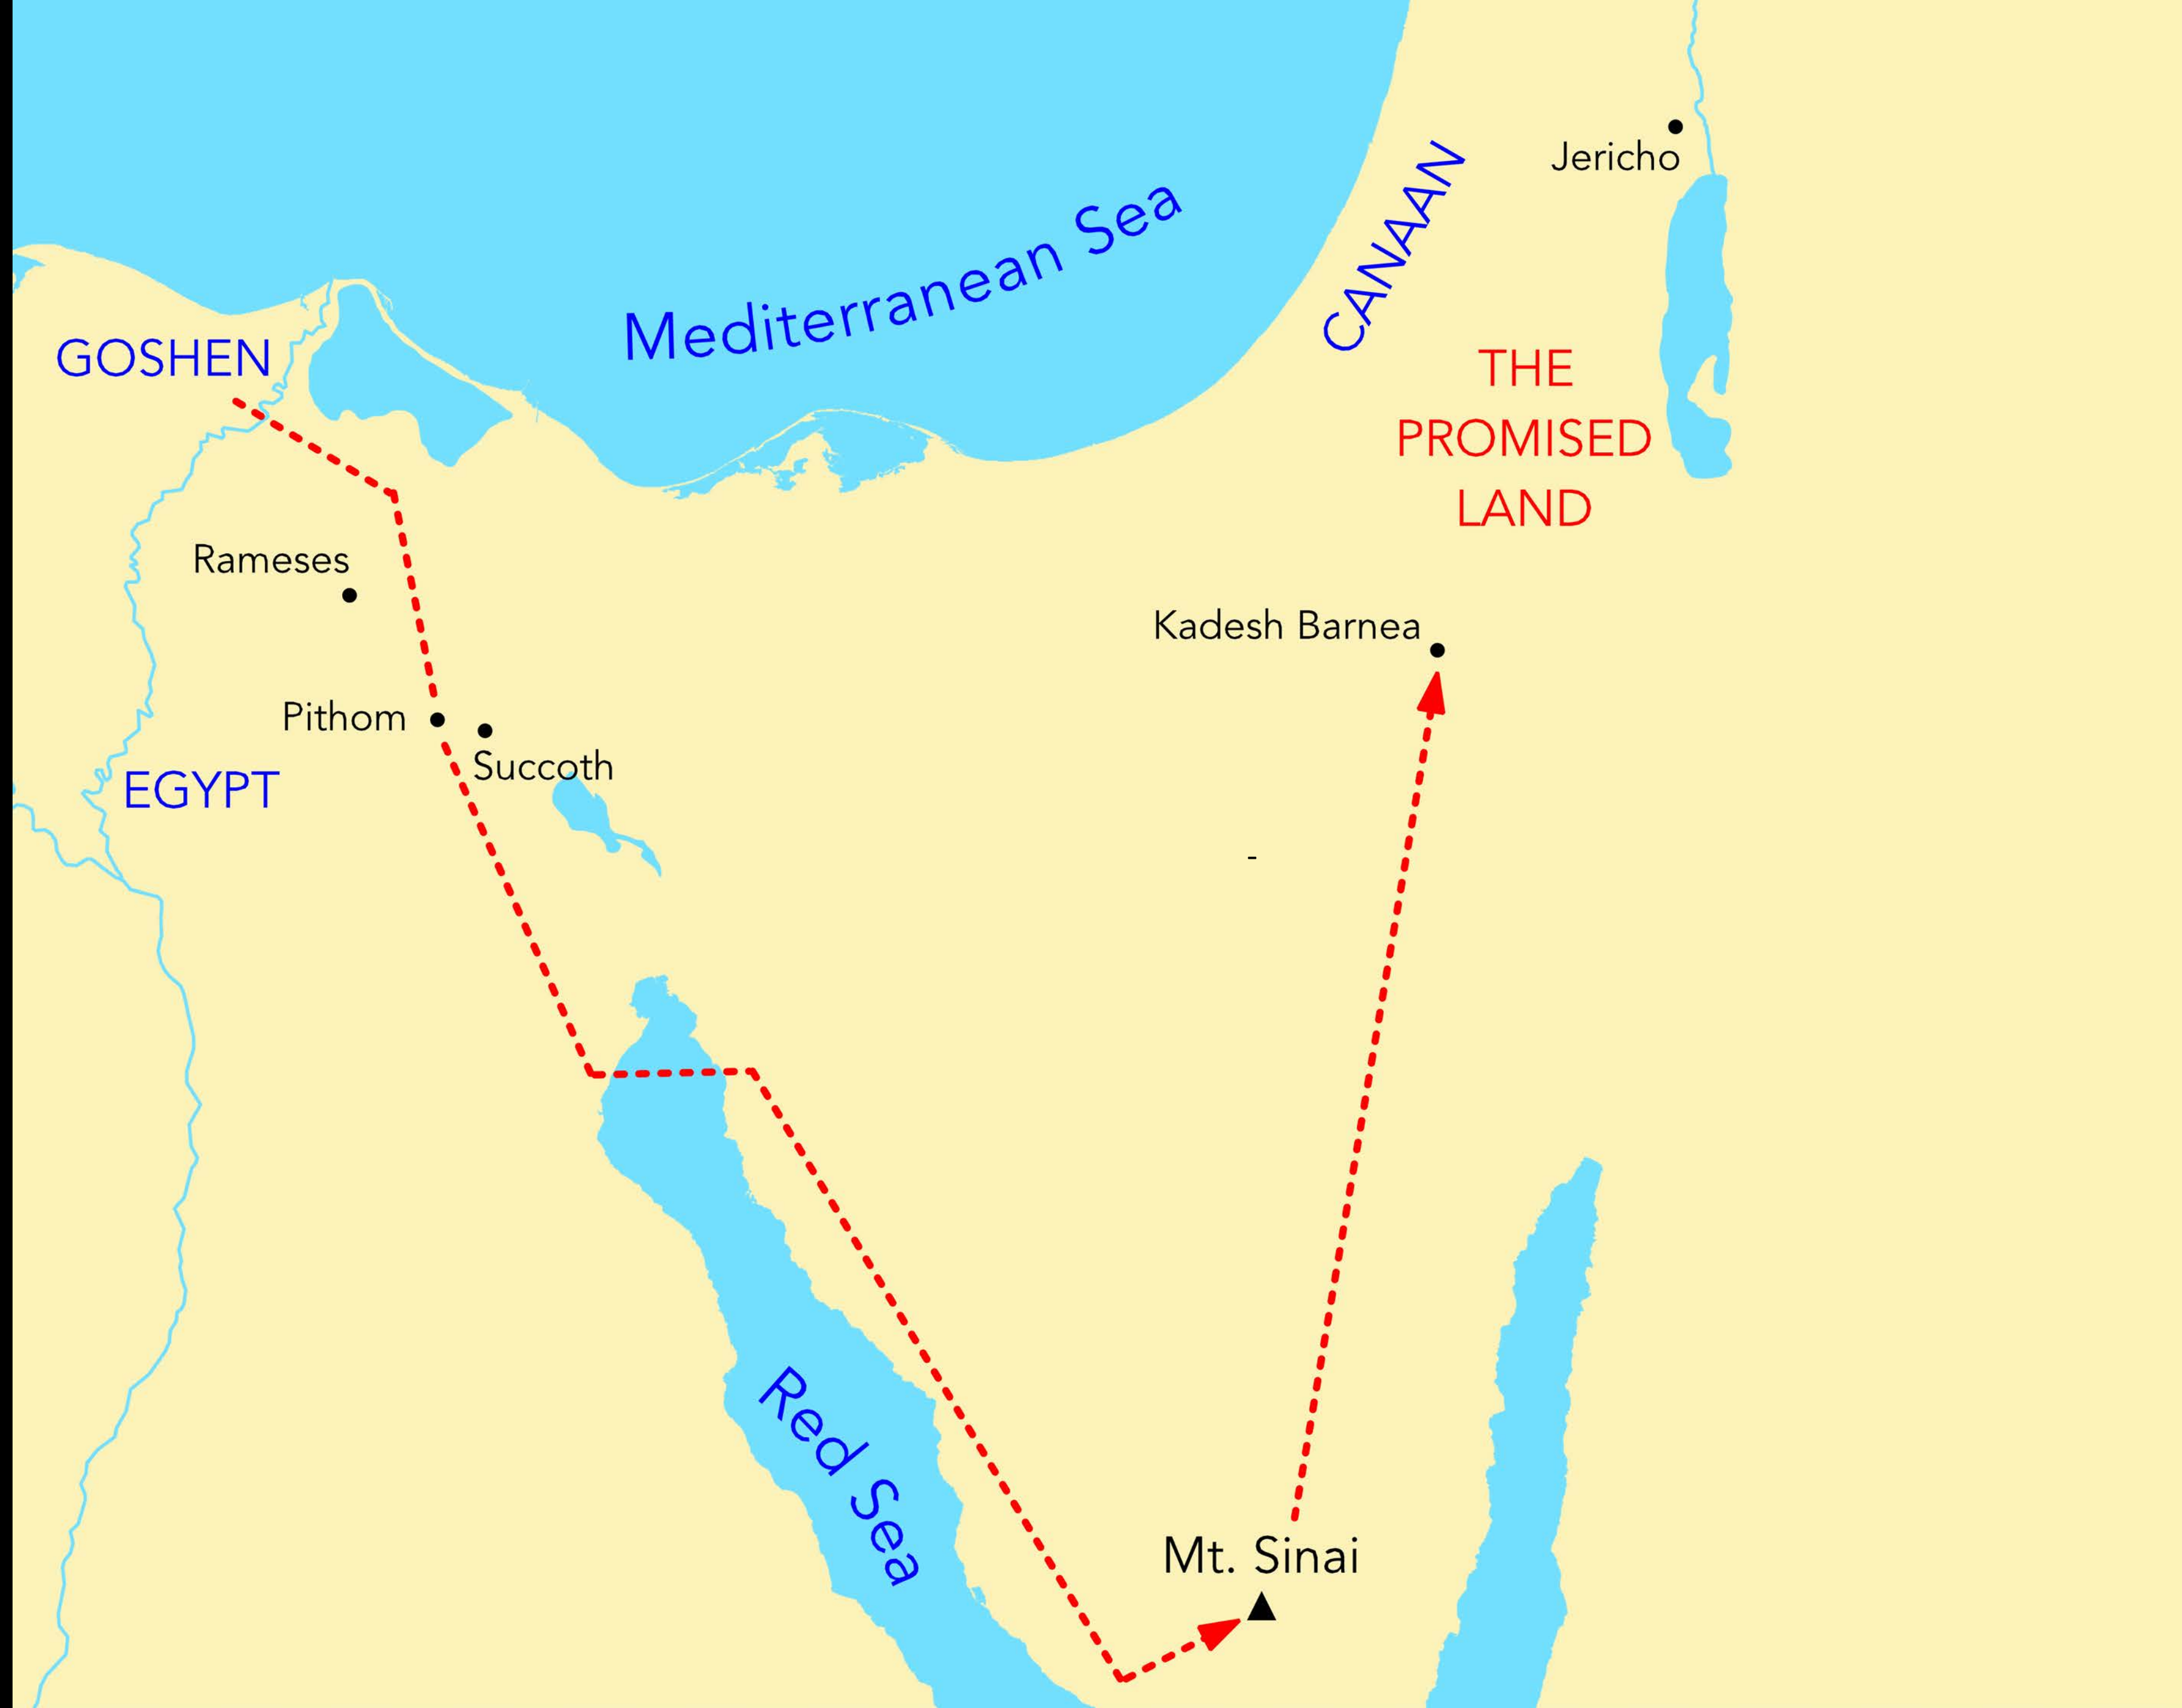 Jericho
CANAAN
Mediterranean Sea
GOSHEN
THE
PROMISED
LAND
Rameses
Kadesh Barnea
Pithom
Succoth
EGYPT
-
Red Sea
Mt. Sinai